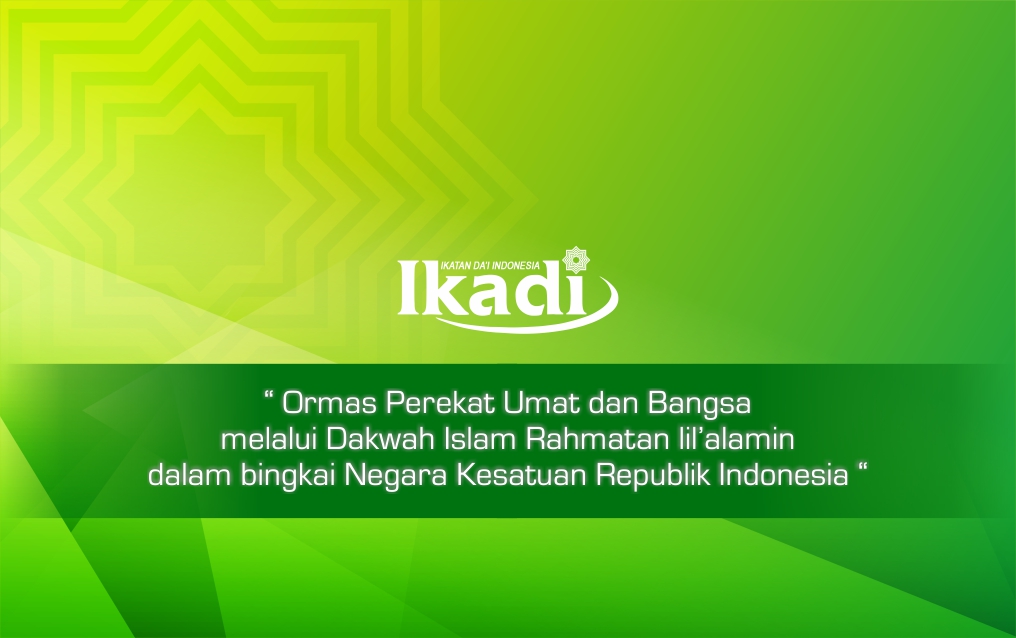 IKATAN DA'I INDONESIA
Ikadi
“ Ormas Perekat Umat dan Bangsa
melalui Dakwah Islam Rahmatan lil’alamin
dalam bingkai Negara Kesatuan Republik Indonesia “